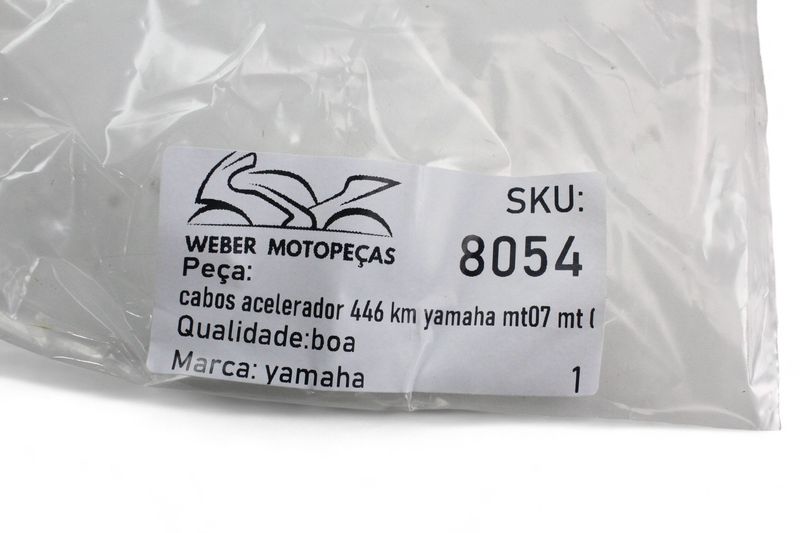 WEBER MOTOPEÇAS
SKU:
8054
Peça:
cabos acelerador 446 km yamaha mt07 mt
Qualidade:boa
Marca: yamaha
1